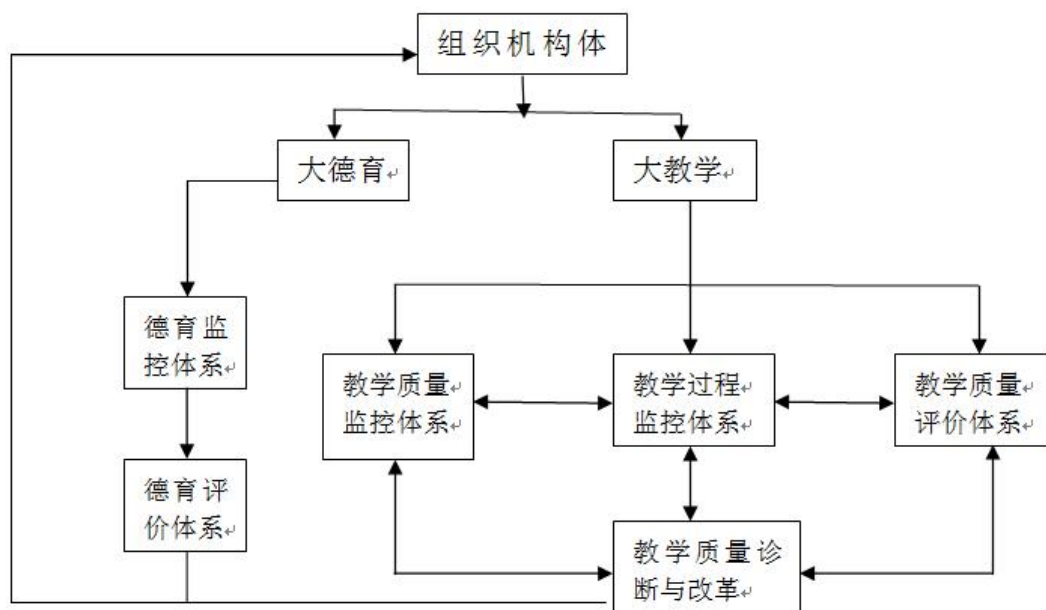 组织机构体
大德育
大教学
德育监
控体系
教学质量
监控体系
教学过程
监控体系
教学质量
评价体系
德育评
价体系
教学质量诊
断与改革